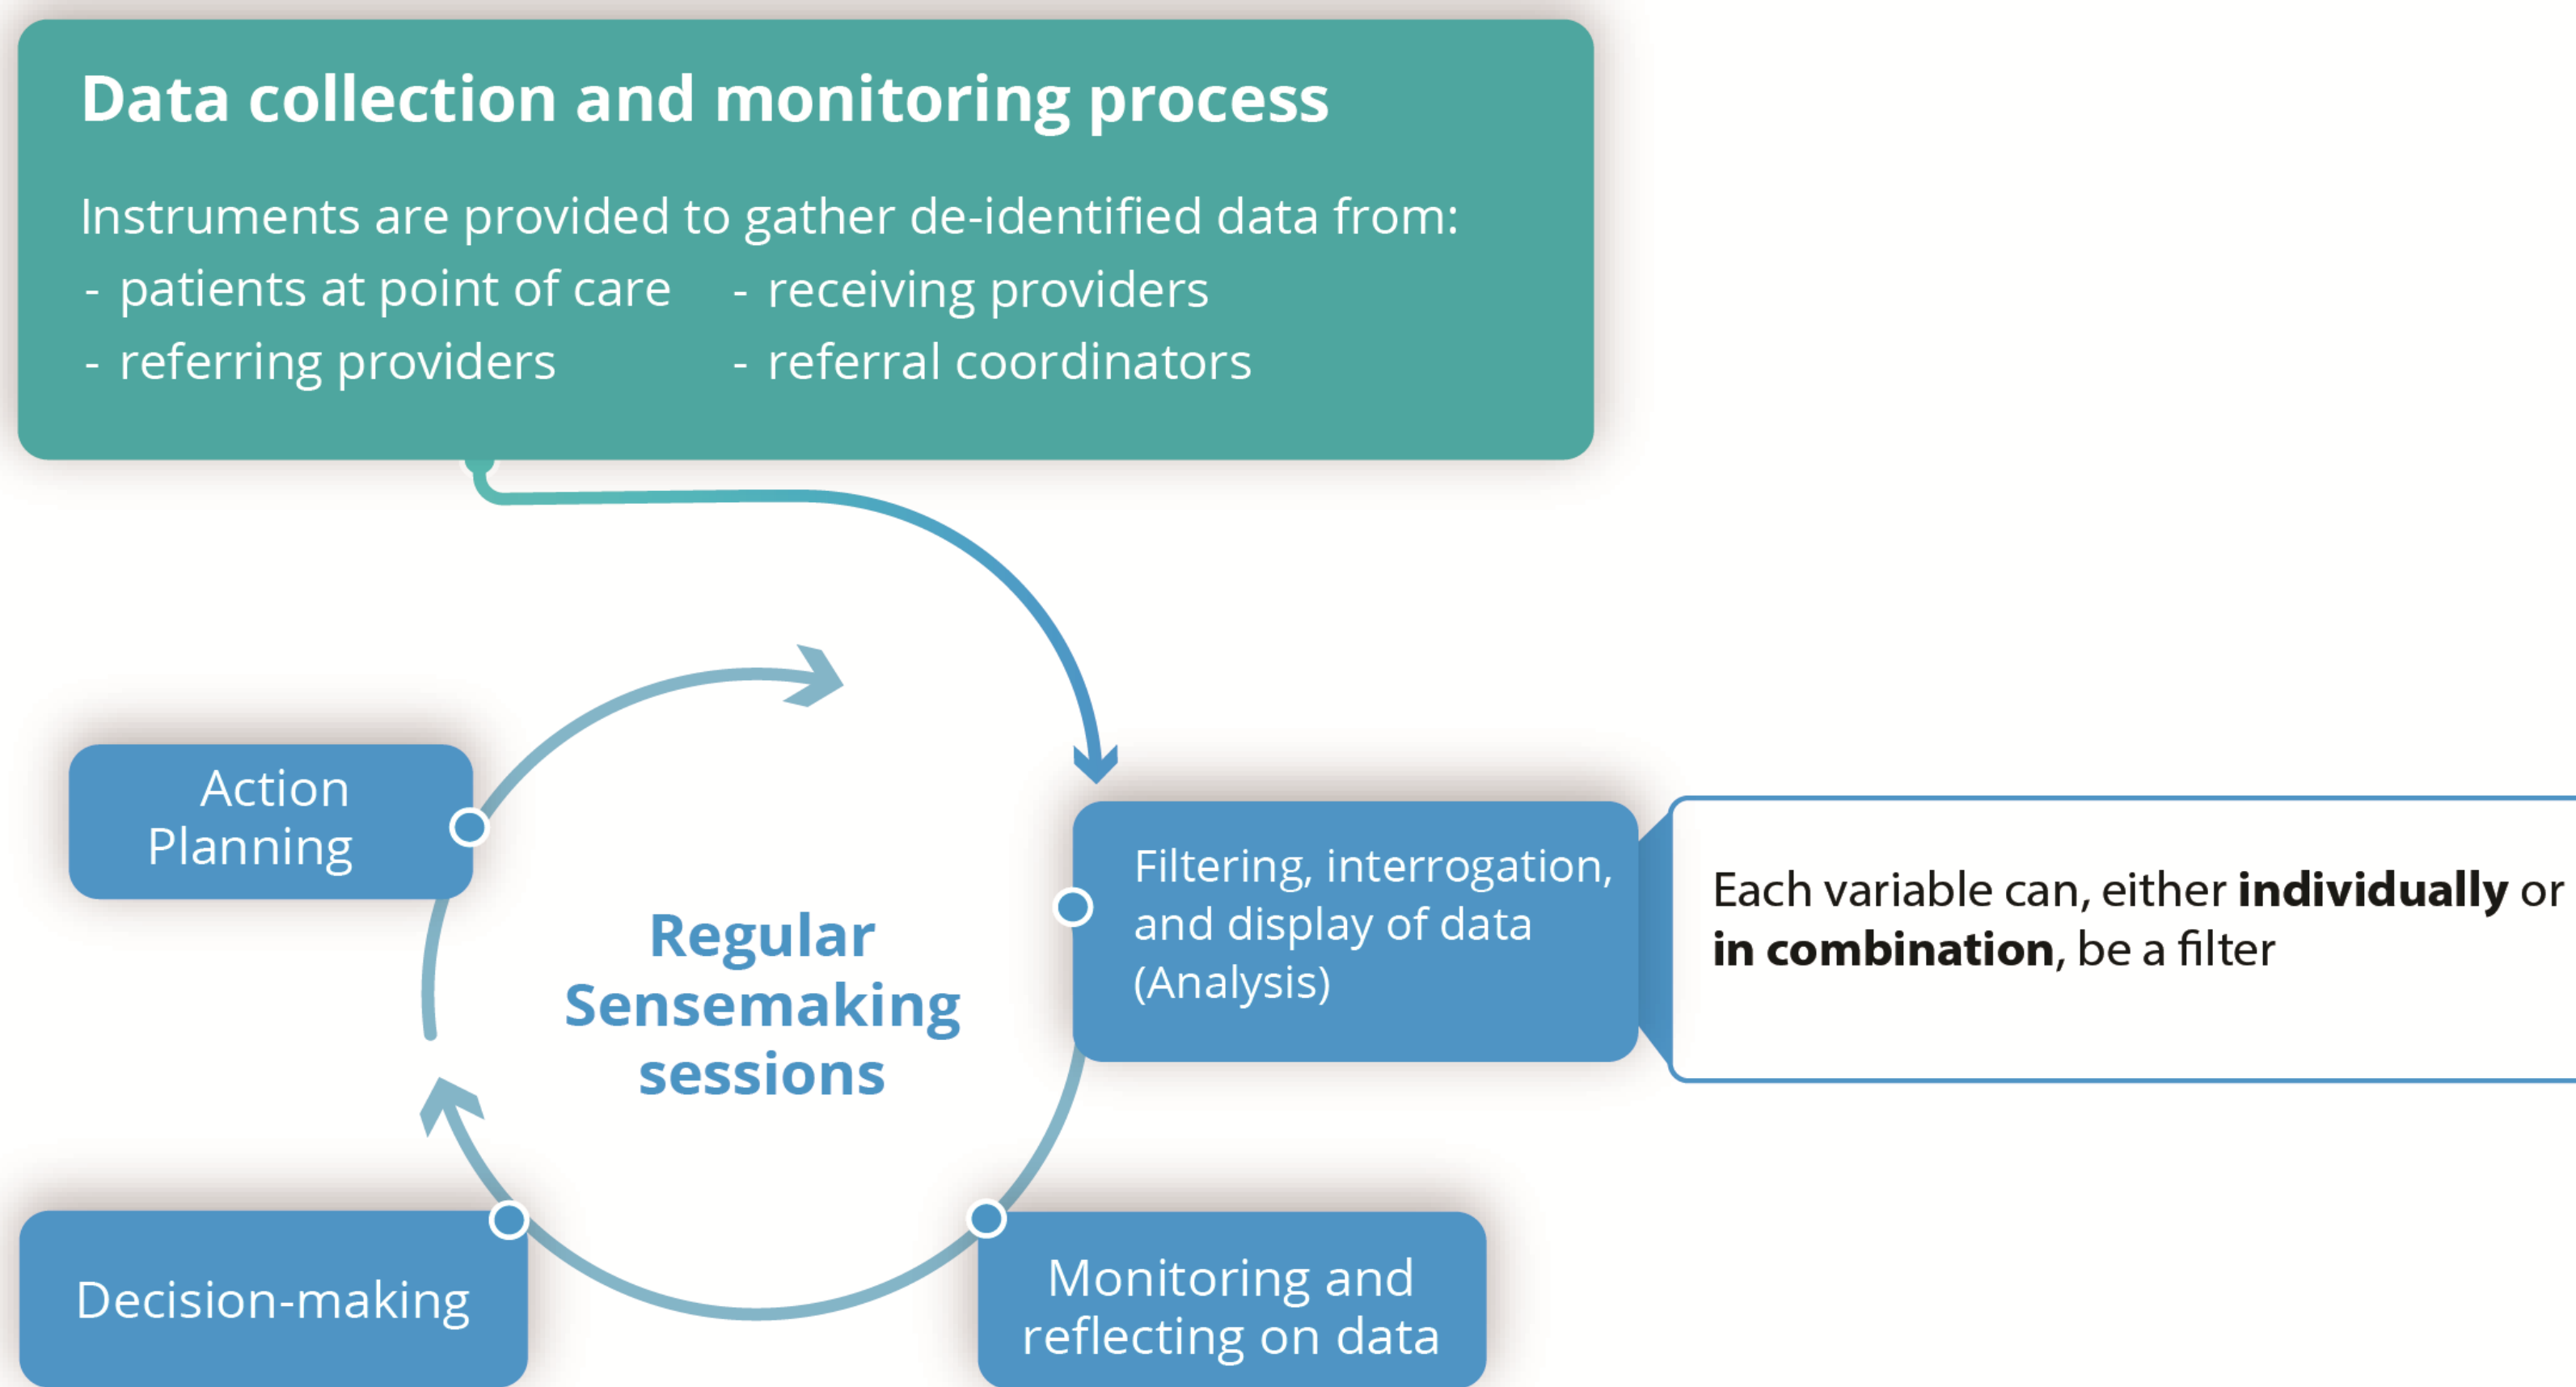 Data collection and monitoring process
Instruments are provided to gather de-identified data from:
- patients at point of care
- receiving providers
- referring providers
- referral coordinators
Action
Planning
Regular
Sensemaking
sessions
Filtering, interrogation,
and display of data
(Analysis)
Each variable can, either individually or
in combination, be a filter
Decision-making
Monitoring and
reflecting on data